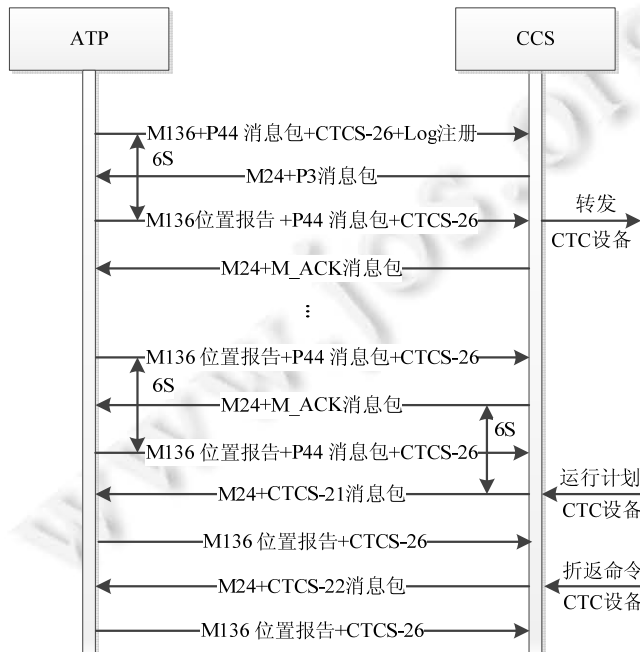 ATP
CCS
M136+P44 消息包+CTCS-26+Log注册
6S
M24+P3消息包
M136位置报告 +P44 消息包+CTCS-26
转发
CTC设备
M24+M_ACK消息包
...
M136 位置报告+P44 消息包+CTCS-26
6S
M24+M_ACK消息包
6S
M136 位置报告+P44 消息包+CTCS-26
运行计划
M24+CTCS-21消息包
CTC设备
M136 位置报告+CTCS-26
折返命令
M24+CTCS-22消息包
CTC设备
M136 位置报告+CTCS-26
www.jos.org